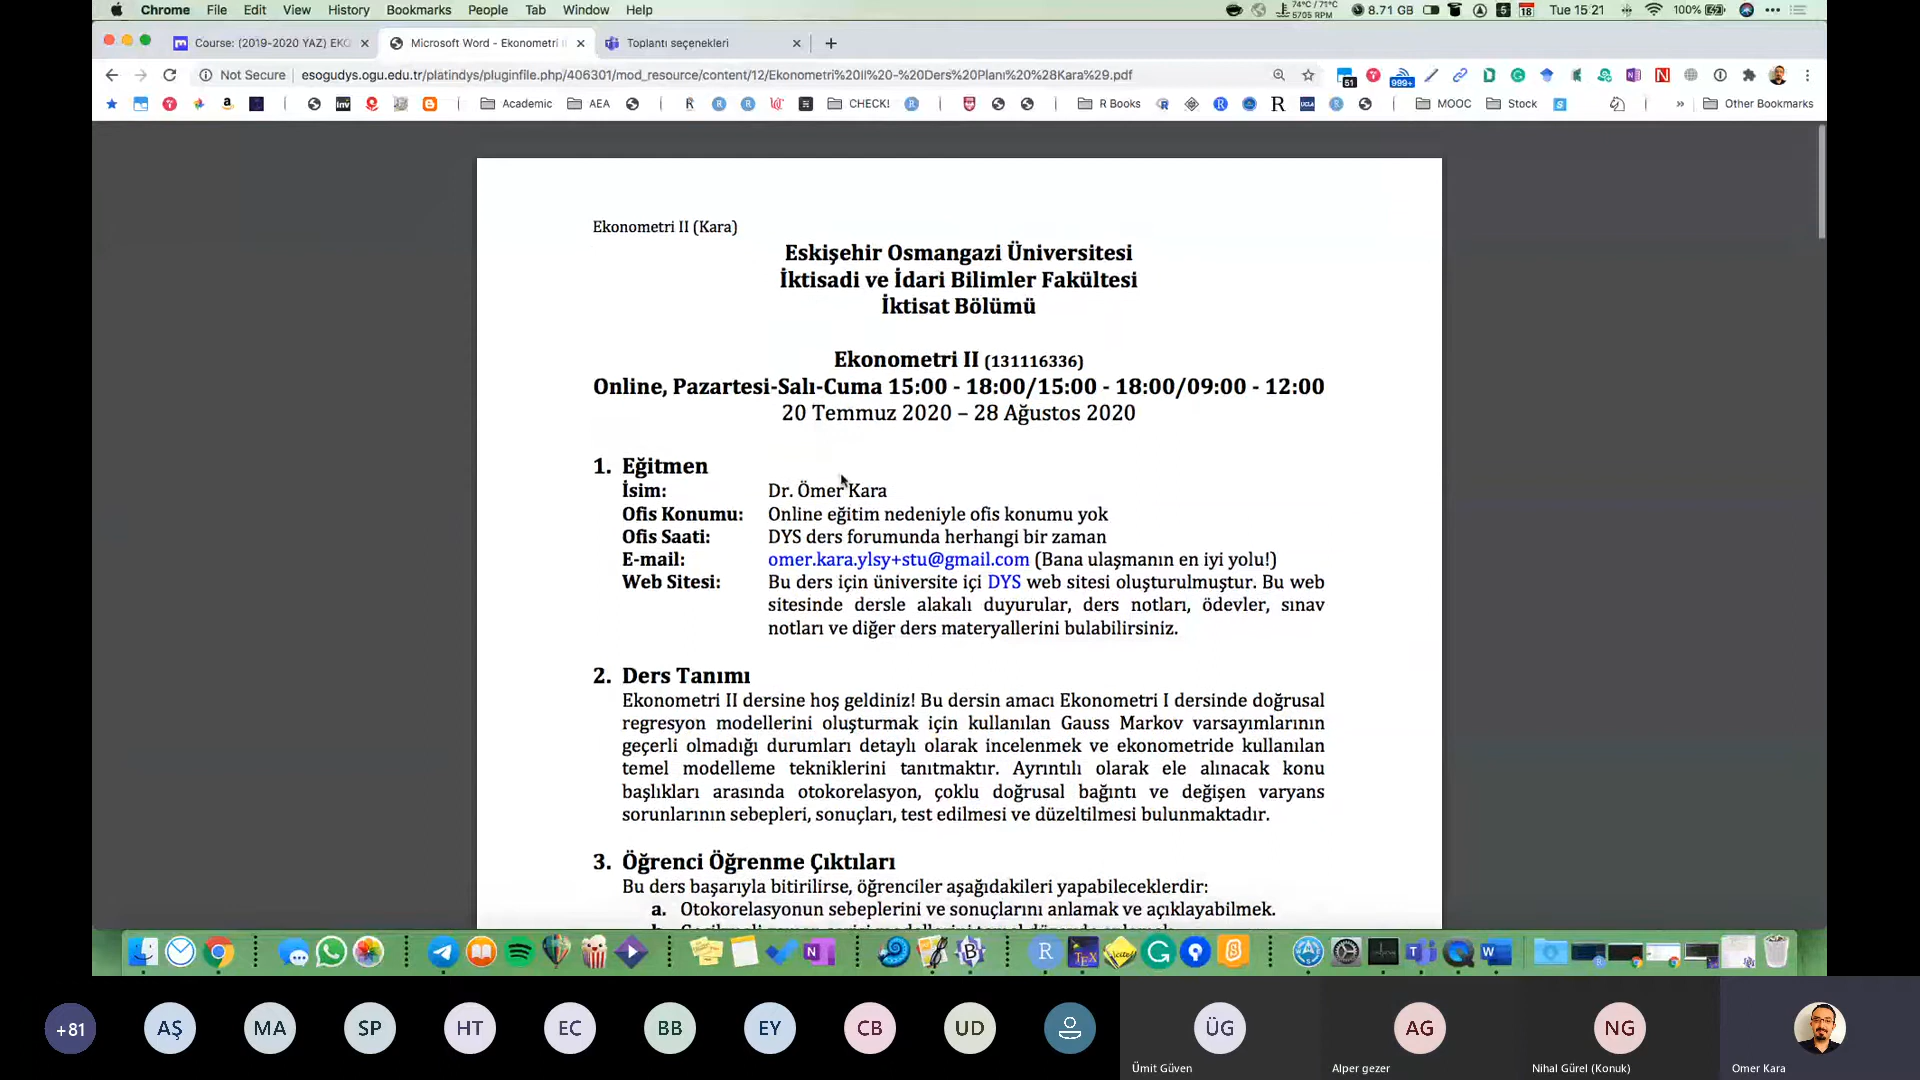 Chrome File Edit View History Bookmarks People Tab Window Help
74°C / 71°C
5705 RPM
8.71 GB
5
18
Tue 15:21
100%
Course: (2019-2020 YAZ) EKO
Microsoft Word - Ekonometri II
Toplantı seçenekleri
Not Secure esogudys.ogu.edu.tr/platindys/pluginfile.php/406301/mod_resource/content/12/Ekonometri%20II%20-%20Ders%20Planı%20%28Kara%29.pdf
51
999+
Academic AEA CHECK! R Books MOOC Stock Other Bookmarks
Ekonometri II (Kara)
Eskişehir Osmangazi Üniversitesi
İktisadi ve İdari Bilimler Fakültesi
İktisat Bölümü
Ekonometri II (131116336)
Online, Pazartesi-Salı-Cuma 15:00 - 18:00/15:00 - 18:00/09:00 - 12:00
20 Temmuz 2020 – 28 Ağustos 2020
1. Eğitmen
İsim: Dr. Ömer Kara
Ofis Konumu: Online eğitim nedeniyle ofis konumu yok
Ofis Saati: DYS ders forumunda herhangi bir zaman
E-mail: omer.kara.ylsy+stu@gmail.com (Bana ulaşmanın en iyi yolu!)
Web Sitesi: Bu ders için üniversite içi DYS web sitesi oluşturulmuştur. Bu web
sitesinde dersle alakalı duyurular, ders notları, ödevler, sınav
notları ve diğer ders materyallerini bulabilirsiniz.
2. Ders Tanımı
Ekonometri II dersine hoş geldiniz! Bu dersin amacı Ekonometri I dersinde doğrusal
regresyon modellerini oluşturmak için kullanılan Gauss Markov varsayımlarının
geçerli olmadığı durumları detaylı olarak incelenmek ve ekonometride kullanılan
temel modelleme tekniklerini tanıtmaktır. Ayrıntılı olarak ele alınacak konu
başlıkları arasında otokorelasyon, çoklu doğrusal bağıntı ve değişen varyans
sorunlarının sebepleri, sonuçları, test edilmesi ve düzeltilmesi bulunmaktadır.
3. Öğrenci Öğrenme Çıktıları
Bu ders başarıyla bitirilirse, öğrenciler aşağıdakileri yapabileceklerdir:
a. Otokorelasyonun sebeplerini ve sonuçlarını anlamak ve açıklayabilmek.
+81 AŞ MA SP HT EC BB EY CB UD ÜG AG NG
Ümit Güven Alper gezer Nihal Gürel (Konuk) Omer Kara